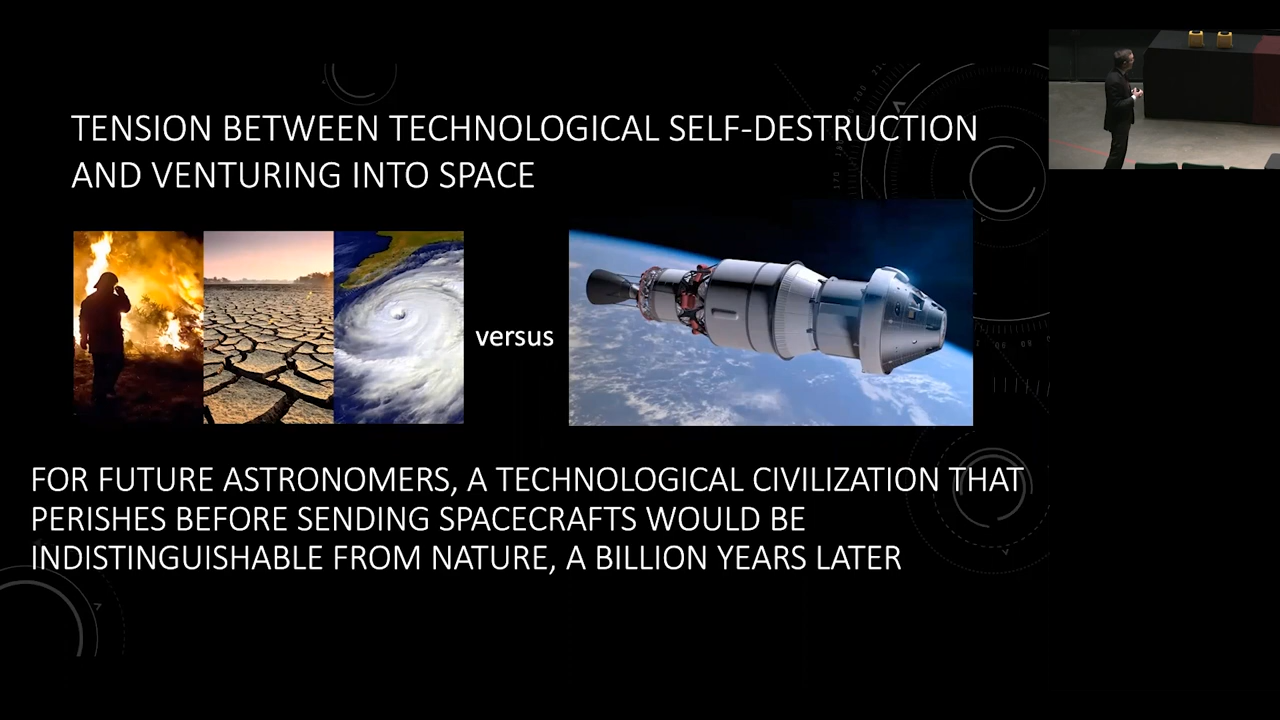 TENSION BETWEEN TECHNOLOGICAL SELF-DESTRUCTION
AND VENTURING INTO SPACE
versus
FOR FUTURE ASTRONOMERS, A TECHNOLOGICAL CIVILIZATION THAT
PERISHES BEFORE SENDING SPACECRAFTS WOULD BE
INDISTINGUISHABLE FROM NATURE, A BILLION YEARS LATER